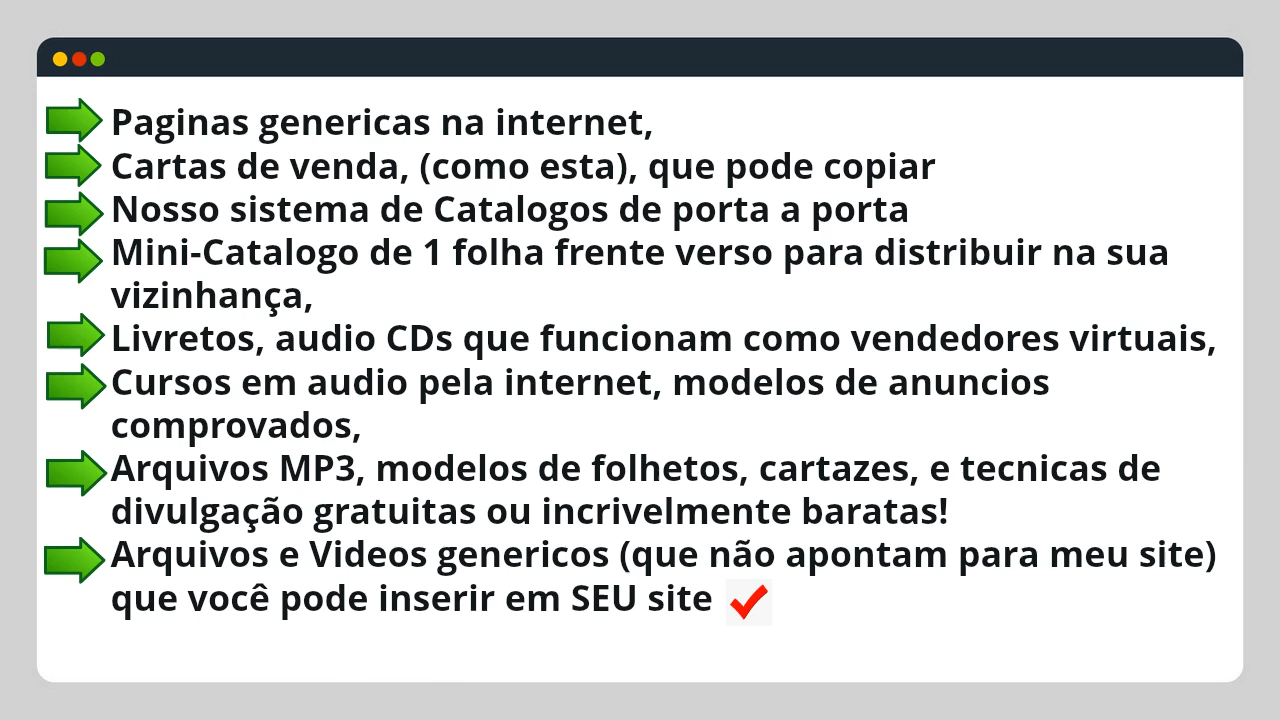 Paginas genericas na internet,
Cartas de venda, (como esta), que pode copiar
Nosso sistema de Catalogos de porta a porta
Mini-Catalogo de 1 folha frente verso para distribuir na sua
vizinhança,
Livretos, audio CDs que funcionam como vendedores virtuais,
Cursos em audio pela internet, modelos de anuncios
comprovados,
Arquivos MP3, modelos de folhetos, cartazes, e tecnicas de
divulgação gratuitas ou incrivelmente baratas!
Arquivos e Videos genericos (que não apontam para meu site)
que você pode inserir em SEU site